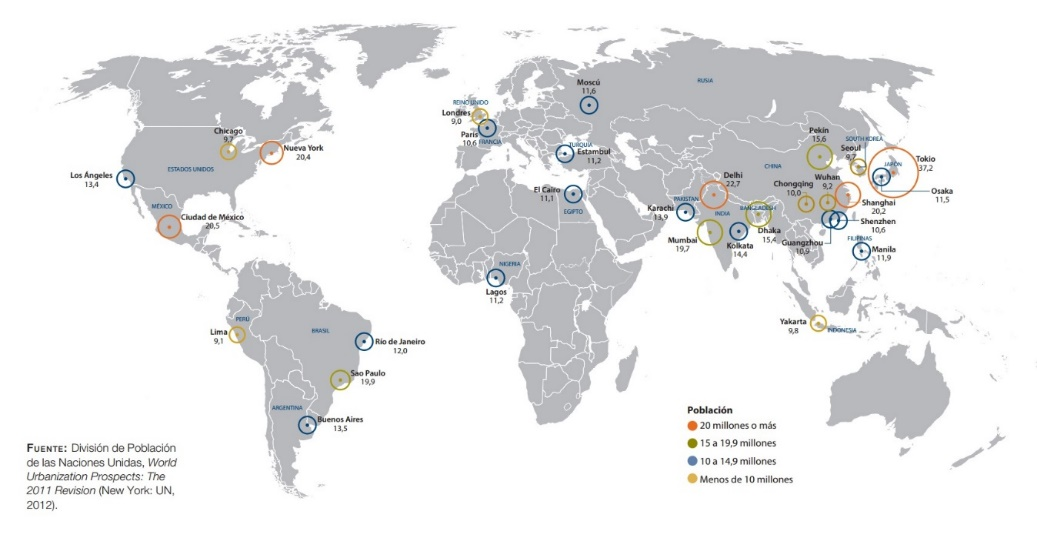 RUSIA
Moscú
11,6
REINO UNIDO
Londres
9,0
París
10,6
FRANCIA
TURQUÍA
Estambul
11,2
Chicago
9,7
Nueva York
20,4
ESTADOS UNIDOS
Los Ángeles
13,4
MÉXICO
Ciudad de México
20,5
El Cairo
11,1
EGIPTO
Pekín
15,6
SOUTH KOREA
Seoul
9,7
JAPÓN
Tokio
37,2
CHINA
Osaka
11,5
Delhi
22,7
Chongqing
10,0
Wuhan
9,2
Shanghai
20,2
Shenzhen
10,6
Guangzhou
10,9
PAKISTAN
Karachi
13,9
INDIA
BANGLADESH
Dhaka
15,4
Mumbai
19,7
Kolkata
14,4
FILIPINAS
Manila
11,9
NIGERIA
Lagos
11,2
Yakarta
9,8
INDONESIA
PERÚ
Lima
9,1
BRASIL
Río de Janeiro
12,0
Sao Paulo
19,9
ARGENTINA
Buenos Aires
13,5
Población
20 millones o más
15 a 19,9 millones
10 a 14,9 millones
Menos de 10 millones
FUENTE: División de Población
de las Naciones Unidas, World
Urbanization Prospects: The
2011 Revision (New York: UN,
2012).